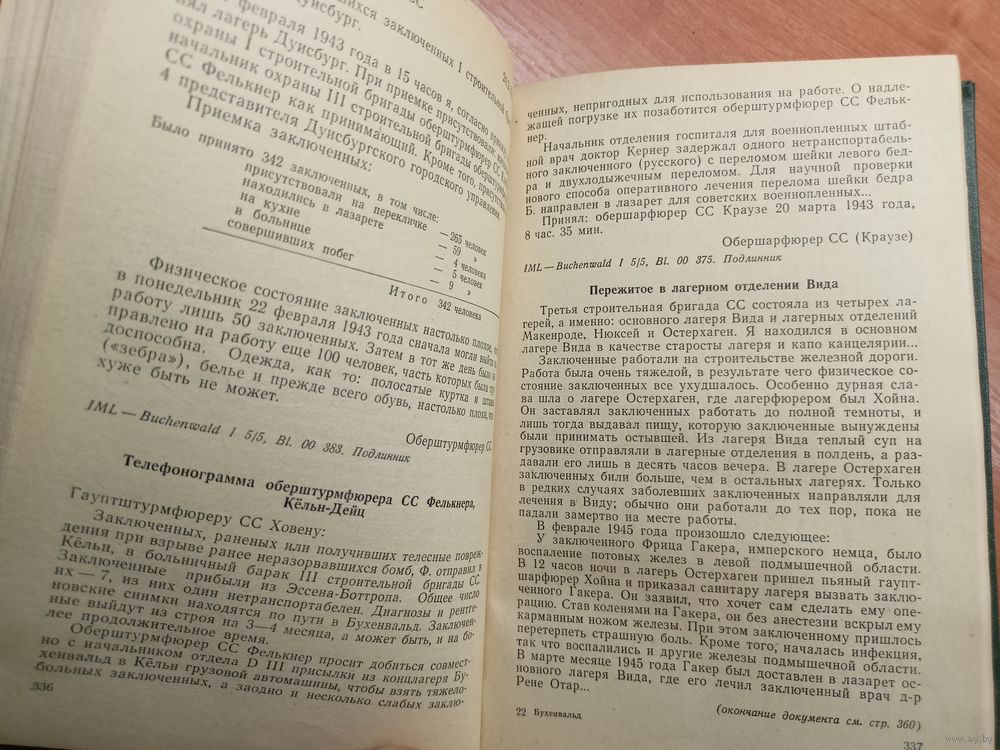 шихся заключенных I строительной
февраля 1943 года в 15 часов я, согласно
нял лагерь Дуисбург. При приемке присутствовали:
начальник охраны III строительной бригады обершту
охраны I строительной бригады оберштурмфюрер СС
СС Фелькнер как принимающий. Кроме того, присутст
4 представителя Дуисбургского городского управления
Приемка заключенных:
Было принято 342 заключенных, в том числе:
присутствовали на перекличке — 265 человек
находились в лазарете — 59 »
на кухне — 4 человека
в больнице — 5 человек
совершивших побег — 9 »
Итого 342 человека
Физическое состояние заключенных настолько плохое, что
в понедельник 22 февраля 1943 года сначала могли выйти на
работу лишь 50 заключенных. Затем в тот же день было на-
правлено на работу еще 100 человек, часть которых была тру
доспособна. Одежда, как то: полосатые куртка и штаны
(«зебра»), белье и прежде всего обувь, настолько плоха, что
хуже быть не может.
Оберштурмфюрер СС
IML — Buchenwald I 5/5, Bl. 00 383. Подлинник
Телефонограмма оберштурмфюрера СС Фелькнера,
Кёльн-Дейц
Гауптштурмфюреру СС Ховену:
Заключенных, раненых или получивших телесные повреж-
дения при взрыве ранее неразорвавшихся бомб, Ф. отправил в
Кёльн, в больничный барак III строительной бригады СС.
Заключенные прибыли из Эссена-Боттропа. Общее число
их — 7, из них один нетранспортабелен. Диагнозы и рентге-
новские снимки находятся по пути в Бухенвальд. Заключен-
ные выйдут из строя на 3—4 месяца, а может быть, и на бо-
лее продолжительное время.
Оберштурмфюрер СС Фелькнер просит добиться совмест-
но с начальником отдела D III присылки из концлагеря Бу-
хенвальд в Кёльн грузовой автомашины, чтобы взять тяжело-
больных заключенных, а заодно и несколько слабых заклю-
336
ченных, непригодных для использования на работе. О надле-
жащей погрузке их позаботится оберштурмфюрер СС Фельк-
нер.
Начальник отделения госпиталя для военнопленных штаб-
ной врач доктор Кернер задержал одного нетранспортабель-
ного заключенного (русского) с переломом шейки левого бед-
ра и двухлодыжечным переломом. Для научной проверки
нового способа оперативного лечения перелома шейки бедра
Б. направлен в лазарет для советских военнопленных...
Принял: обершарфюрер СС Краузе 20 марта 1943 года,
8 час. 35 мин.
Обершарфюрер СС (Краузе)
IML — Buchenwald I 5/5, Bl. 00 375. Подлинник
Пережитое в лагерном отделении Вида
Третья строительная бригада СС состояла из четырех ла-
герей, а именно: основного лагеря Вида и лагерных отделений
Макенроде, Нюксей и Остерхаген. Я находился в основном
лагере Вида в качестве старосты лагеря и капо канцелярии...
Заключенные работали на строительстве железной дороги.
Работа была очень тяжелой, в результате чего физическое со-
стояние заключенных все ухудшалось. Особенно дурная сла-
ва шла о лагере Остерхаген, где лагерфюрером был Хойна.
Он заставлял заключенных работать до полной темноты, и
лишь тогда выдавал пищу, которую заключенные вынуждены
были принимать остывшей. Из лагеря Вида теплый суп на
грузовике отправляли в лагерные отделения в полдень, а раз-
давали его лишь в десять часов вечера. В лагере Остерхаген
заключенных били больше, чем в остальных лагерях. Только
в редких случаях заболевших заключенных направляли для
лечения в Виду; обычно они работали до тех пор, пока не
падали замертво на месте работы.
В феврале 1945 года произошло следующее:
У заключенного Фрица Гакера, имперского немца, было
воспаление потовых желез в левой подмышечной области.
В 12 часов ночи в лагерь Остерхаген пришел пьяный гаупт-
шарфюрер Хойна и приказал санитару лагеря вызвать заклю-
ченного Гакера. Он заявил, что хочет сам сделать ему опе-
рацию. Став коленями на Гакера, он без анестезии вскрыл ему
карманным ножом железы. При этом заключенному пришлось
перетерпеть страшную боль. Кроме того, началась инфекция,
так что воспалились и другие железы подмышечной области.
В марте месяце 1945 года Гакер был доставлен в лазарет ос-
новного лагеря Вида, где его лечил заключенный врач д-р
Рене Отар...
(окончание документа см. стр. 360)
22 Бухенвальд
337
www.ay.by